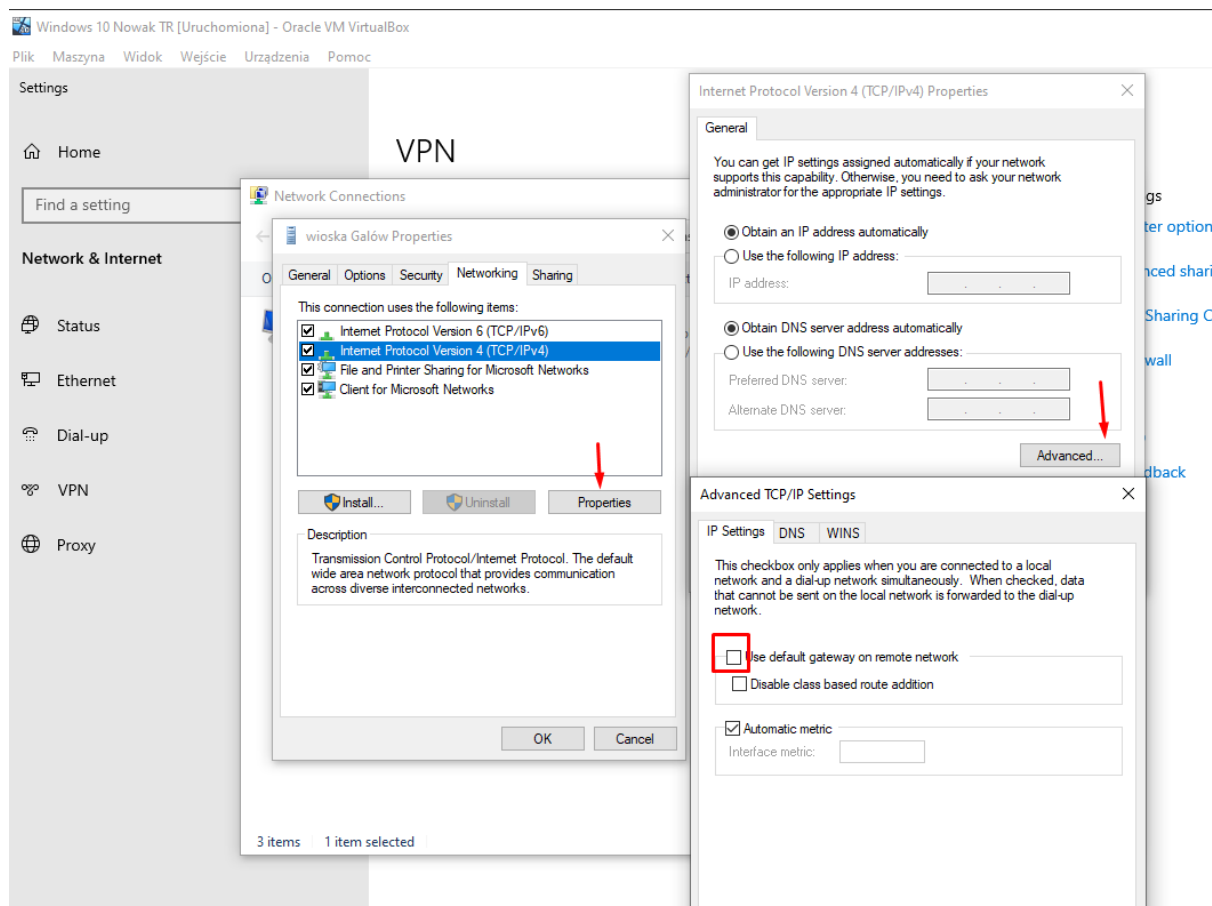 Windows 10 Nowak TR [Uruchomiona] - Oracle VM VirtualBox
Plik Maszyna Widok Wejście Urządzenia Pomoc
Settings
Home
Find a setting
Network & Internet
Status
Ethernet
Dial-up
VPN
Proxy
VPN
Network Connections
wioska Galów Properties
General Options Security Networking Sharing
This connection uses the following items:
Internet Protocol Version 6 (TCP/IPv6)
Internet Protocol Version 4 (TCP/IPv4)
File and Printer Sharing for Microsoft Networks
Client for Microsoft Networks
Install... Uninstall Properties
Description
Transmission Control Protocol/Internet Protocol. The default
wide area network protocol that provides communication
across diverse interconnected networks.
OK Cancel
3 items 1 item selected
Internet Protocol Version 4 (TCP/IPv4) Properties
General
You can get IP settings assigned automatically if your network
supports this capability. Otherwise, you need to ask your network
administrator for the appropriate IP settings.
Obtain an IP address automatically
Use the following IP address:
IP address:
Obtain DNS server address automatically
Use the following DNS server addresses:
Preferred DNS server:
Alternate DNS server:
Advanced...
Advanced TCP/IP Settings
IP Settings DNS WINS
This checkbox only applies when you are connected to a local
network and a dial-up network simultaneously. When checked, data
that cannot be sent on the local network is forwarded to the dial-up
network.
Use default gateway on remote network
Disable class based route addition
Automatic metric
Interface metric:
gs
ter option
nced shari
Sharing C
wall
dback